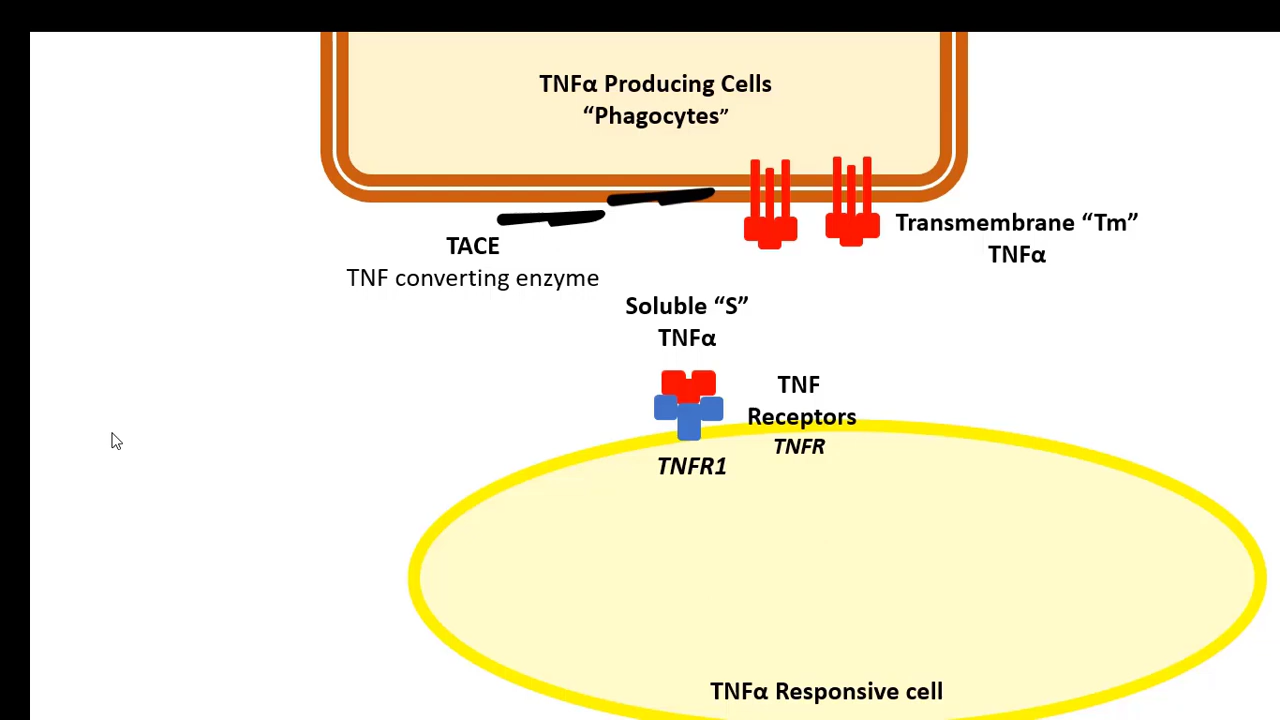 TNFα Producing Cells
“Phagocytes”
Transmembrane “Tm”
TNFα
TACE
TNF converting enzyme
Soluble “S”
TNFα
TNF
Receptors
TNFR
TNFR1
TNFα Responsive cell